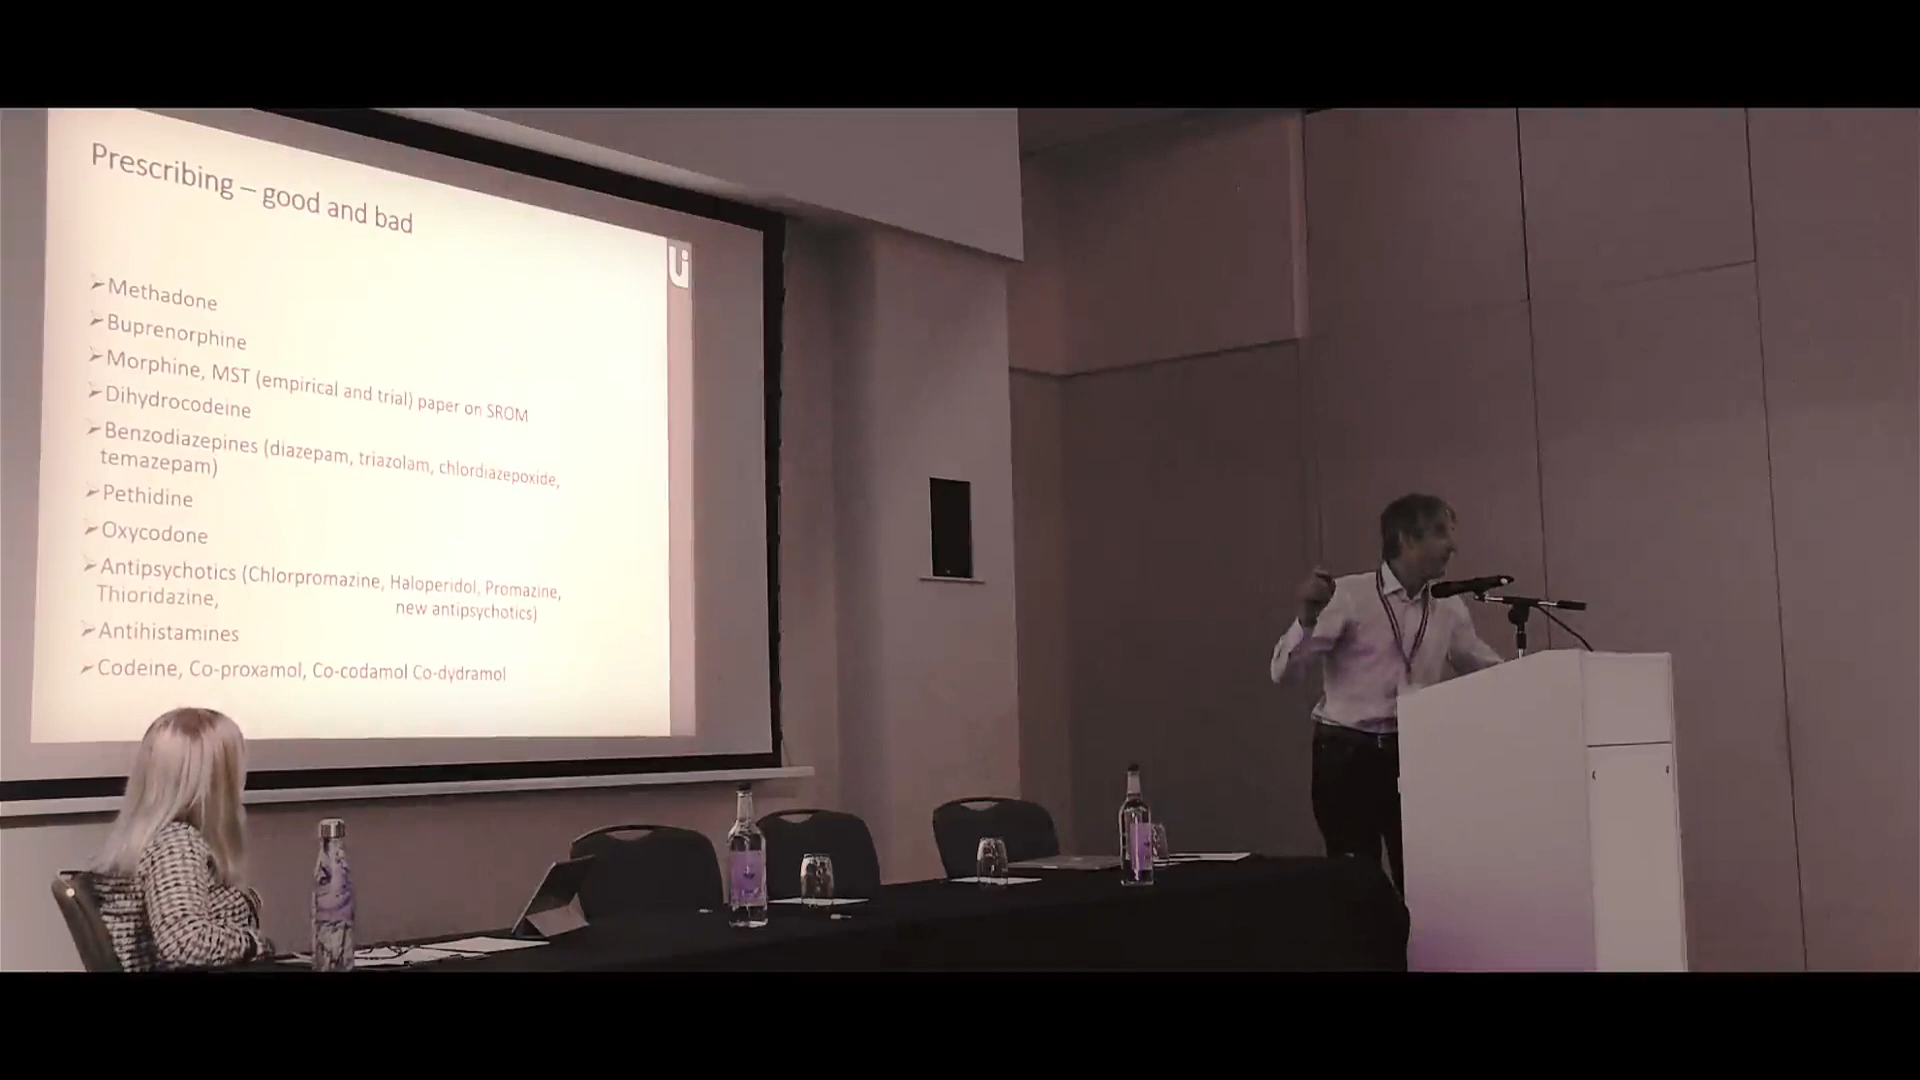 Prescribing – good and bad
➢Methadone
➢Buprenorphine
➢Morphine, MST (empirical and trial) paper on SROM
➢Dihydrocodeine
➢Benzodiazepines (diazepam, triazolam, chlordiazepoxide,
temazepam)
➢Pethidine
➢Oxycodone
➢Antipsychotics (Chlorpromazine, Haloperidol, Promazine,
Thioridazine, new antipsychotics)
➢Antihistamines
➢Codeine, Co-proxamol, Co-codamol Co-dydramol